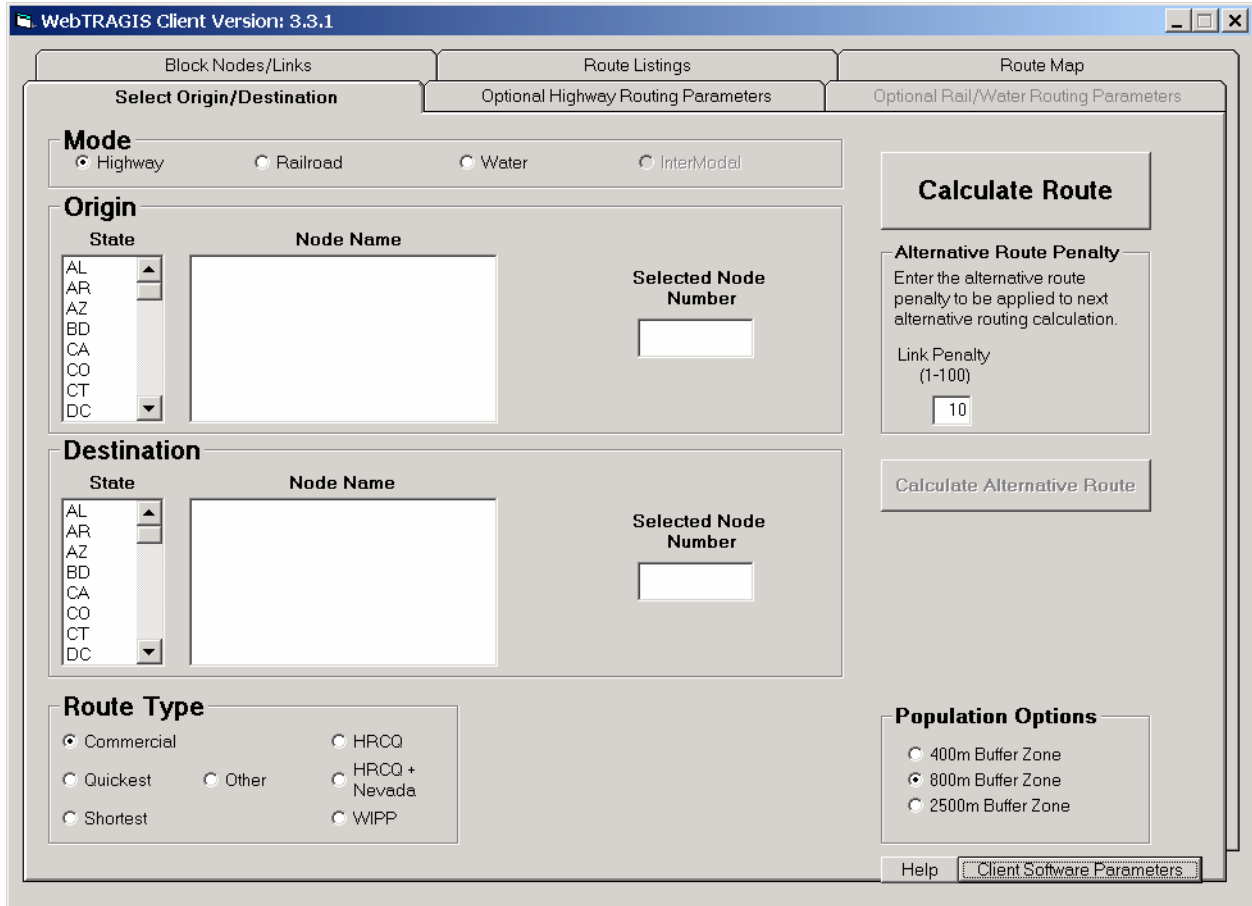 WebTRAGIS Client Version: 3.3.1
Block Nodes/Links
Route Listings
Route Map
Select Origin/Destination
Optional Highway Routing Parameters
Optional Rail/Water Routing Parameters
Mode
Highway
Railroad
Water
InterModal
Calculate Route
Origin
State
Node Name
AL
AR
AZ
BD
CA
CO
CT
DC
Selected Node
Number
Alternative Route Penalty
Enter the alternative route
penalty to be applied to next
alternative routing calculation.
Link Penalty
(1-100)
10
Destination
State
Node Name
AL
AR
AZ
BD
CA
CO
CT
DC
Selected Node
Number
Calculate Alternative Route
Route Type
Commercial
HRCQ
Quickest
Other
HRCQ +
Nevada
Shortest
WIPP
Population Options
400m Buffer Zone
800m Buffer Zone
2500m Buffer Zone
Help
Client Software Parameters